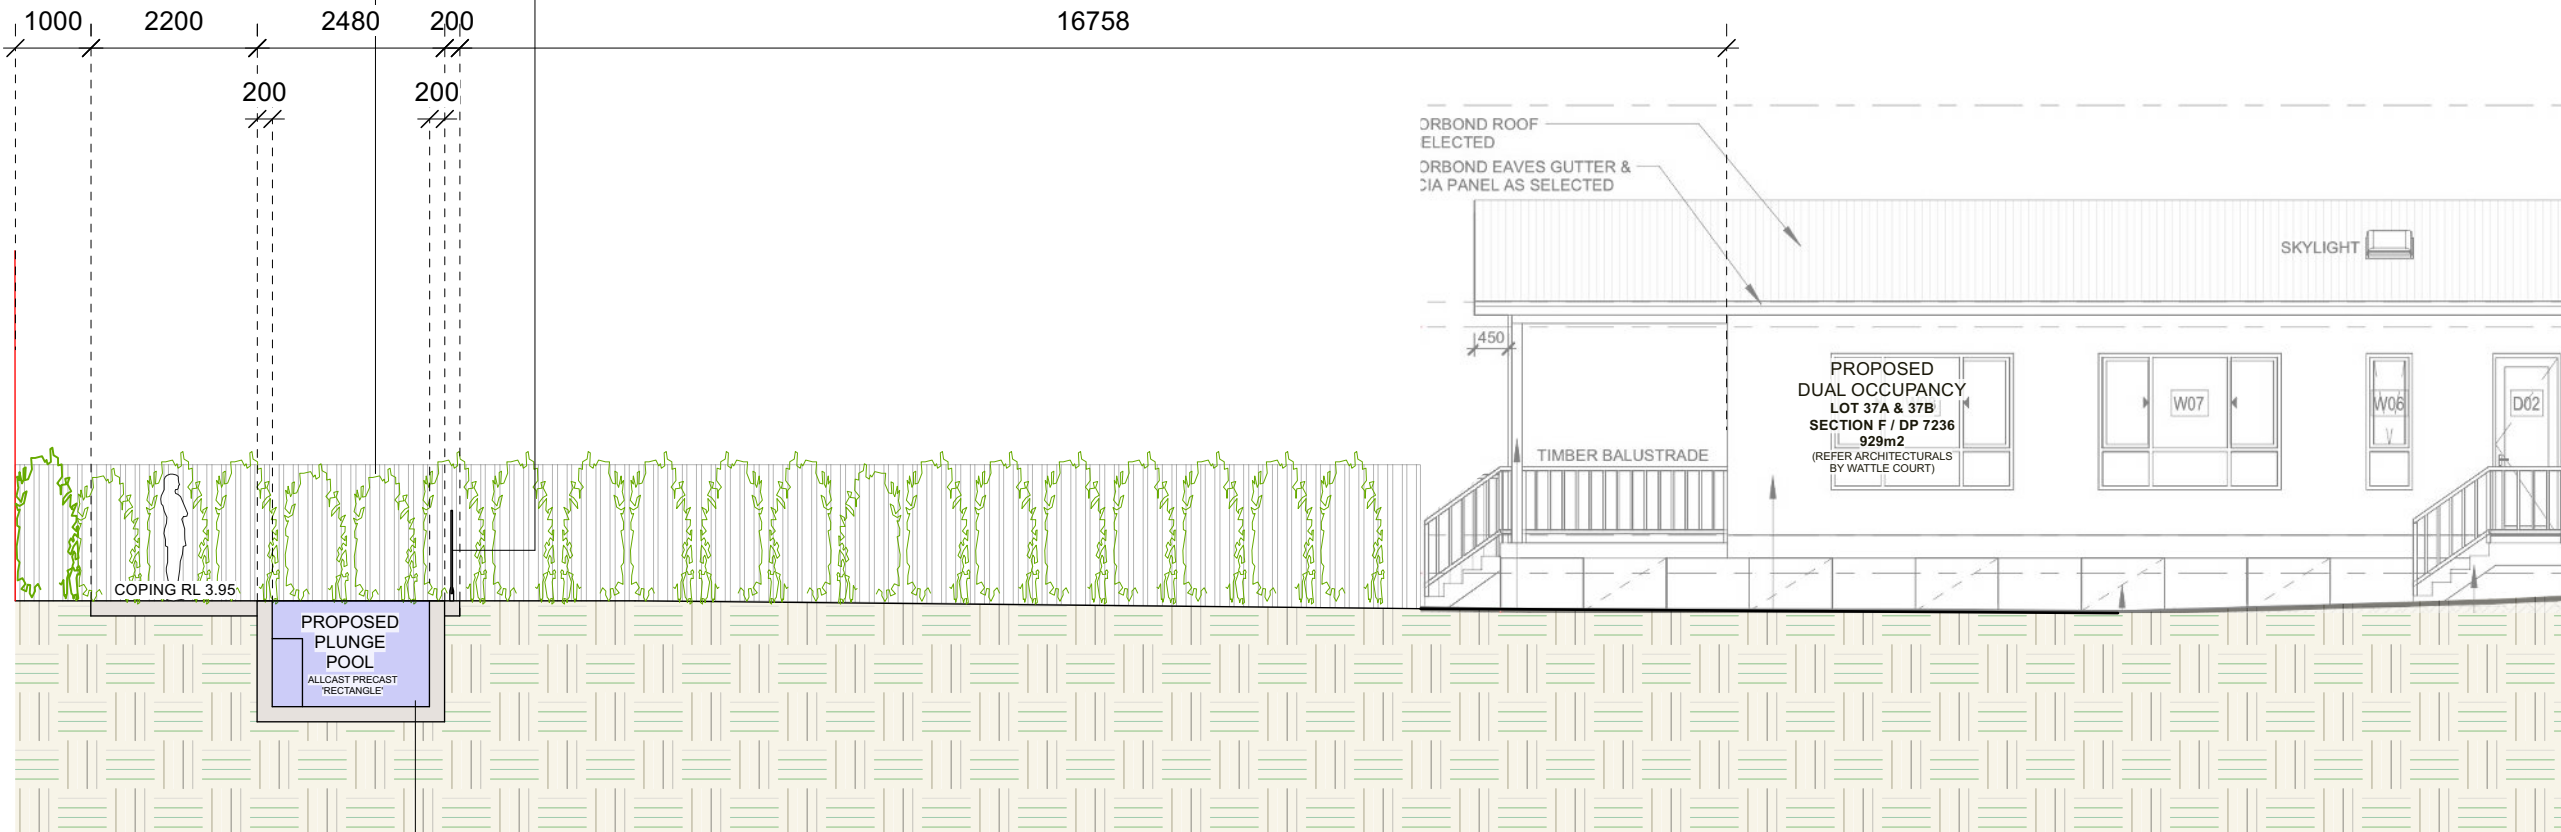 1000 2200 2480 200 16758
200 200
ORBOND ROOF
ELECTED
ORBOND EAVES GUTTER &
CIA PANEL AS SELECTED
SKYLIGHT
450
PROPOSED
DUAL OCCUPANCY
LOT 37A & 37B
SECTION F / DP 7236
929m2
(REFER ARCHITECTURALS
BY WATTLE COURT)
W07
W06
D02
TIMBER BALUSTRADE
COPING RL 3.95
PROPOSED
PLUNGE
POOL
ALLCAST PRECAST
'RECTANGLE'